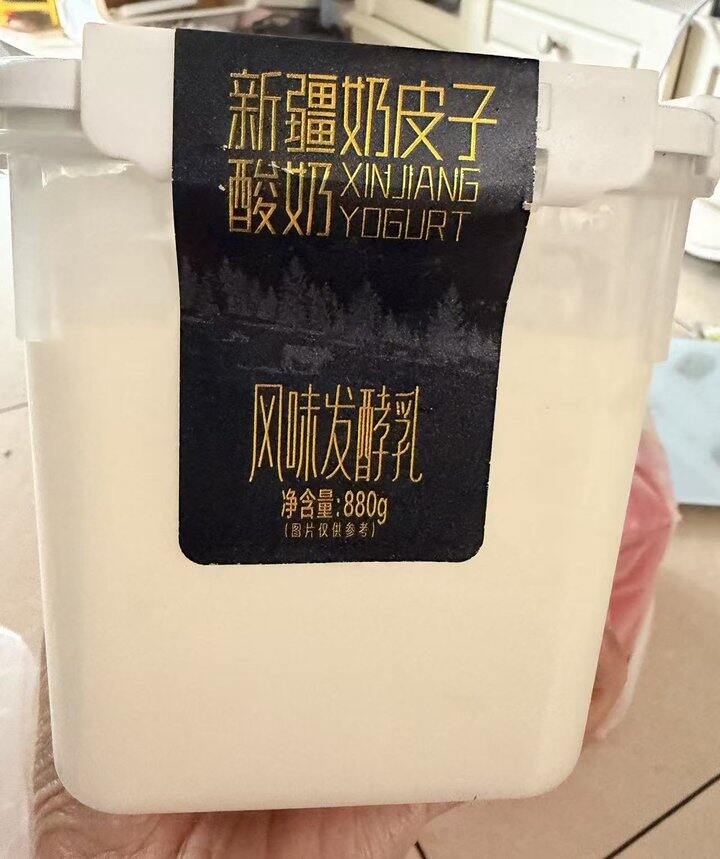 新疆奶皮子
酸奶 XINJIANG
YOGURT
风味发酵乳
净含量:880g
(图片仅供参考)